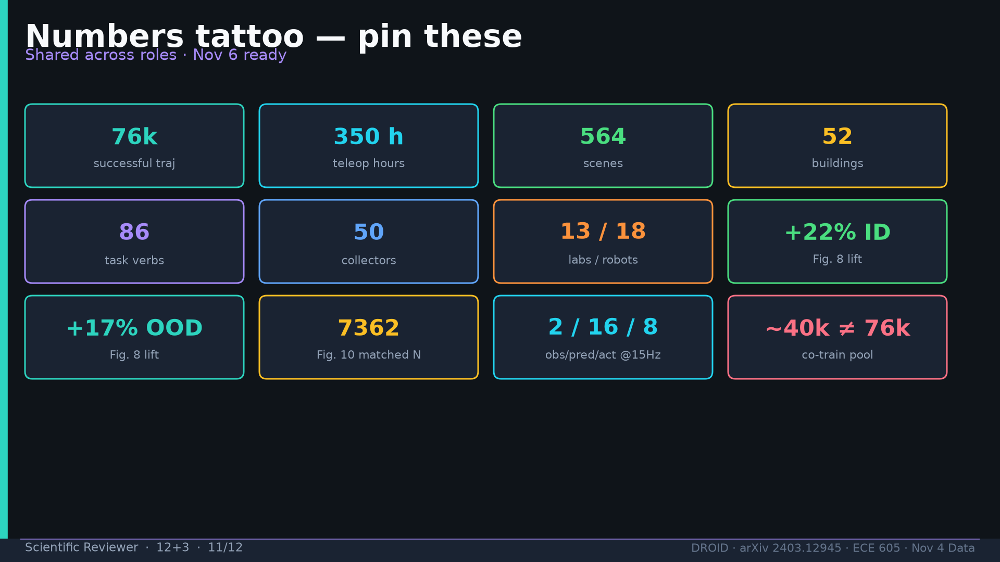 Numbers tattoo — pin these
Shared across roles · Nov 6 ready
76k
successful traj
350 h
teleop hours
564
scenes
52
buildings
86
task verbs
50
collectors
13 / 18
labs / robots
+22% ID
Fig. 8 lift
+17% OOD
Fig. 8 lift
7362
Fig. 10 matched N
2 / 16 / 8
obs/pred/act @15Hz
~40k ≠ 76k
co-train pool
Scientific Reviewer · 12+3 · 11/12
DROID · arXiv 2403.12945 · ECE 605 · Nov 4 Data